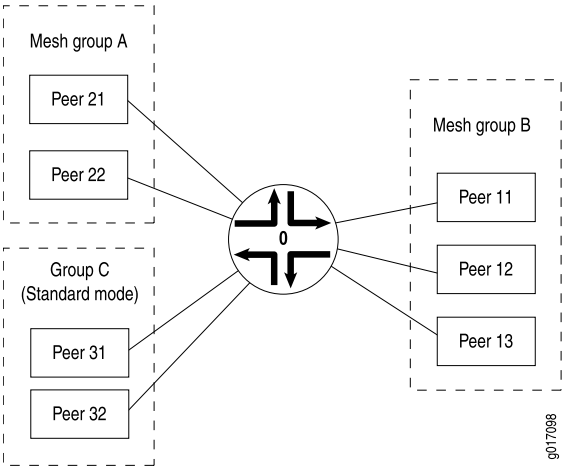 Mesh group A
Peer 21
Peer 22
Group C
(Standard mode)
Peer 31
Peer 32
0
Mesh group B
Peer 11
Peer 12
Peer 13
g017098